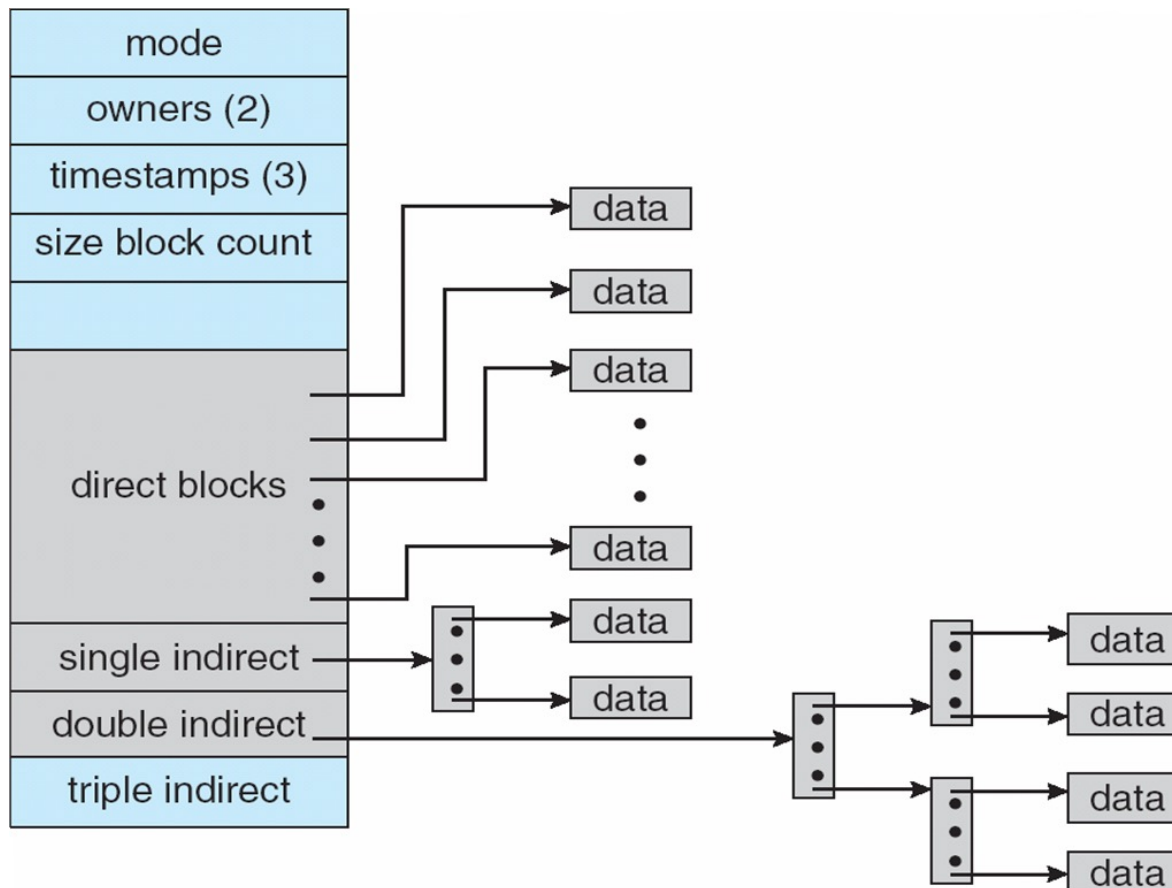 mode
owners (2)
timestamps (3)
size block count
direct blocks
single indirect
double indirect
triple indirect
data
data
data
data
data
data
data
data
data
data